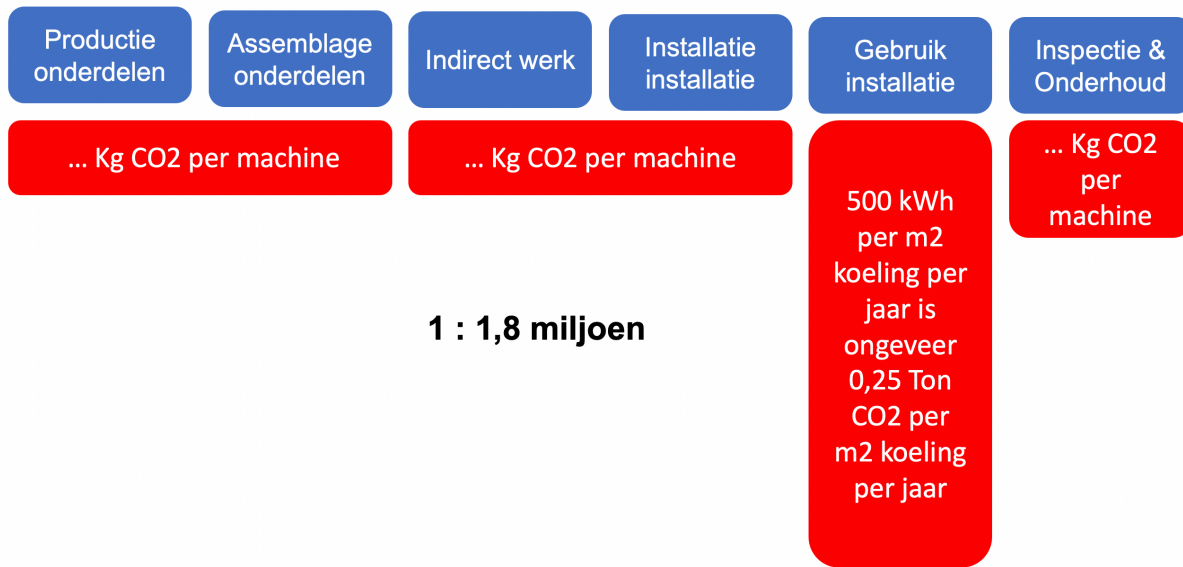 Productie
onderdelen
Assemblage
onderdelen
Indirect werk
Installatie
installatie
Gebruik
installatie
Inspectie &
Onderhoud
... Kg CO2 per machine
... Kg CO2 per machine
500 kWh
per m2
koeling per
jaar is
ongeveer
0,25 Ton
CO2 per
m2 koeling
per jaar
... Kg CO2
per
machine
1 : 1,8 miljoen